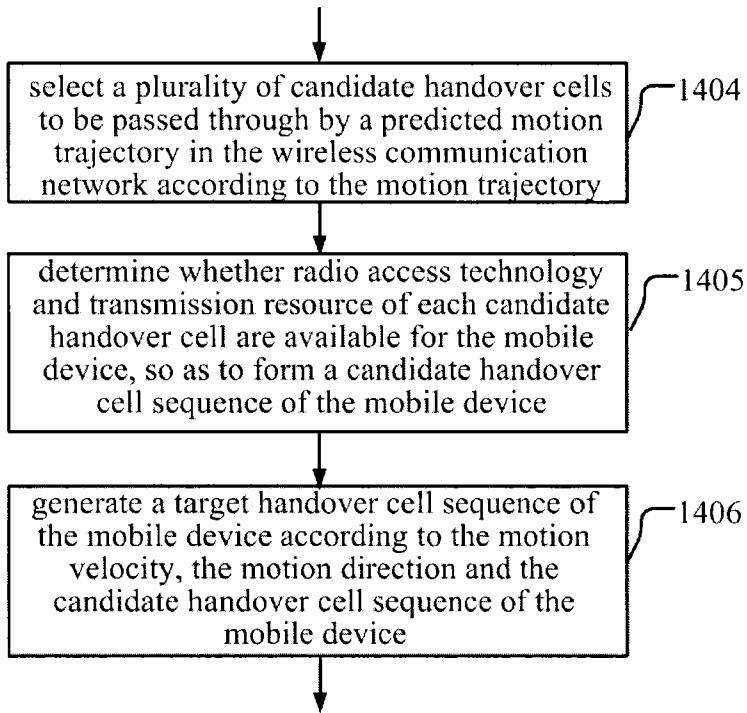 select a plurality of candidate handover cells
to be passed through by a predicted motion
trajectory in the wireless communication
network according to the motion trajectory
1404
determine whether radio access technology
and transmission resource of each candidate
handover cell are available for the mobile
device, so as to form a candidate handover
cell sequence of the mobile device
1405
generate a target handover cell sequence of
the mobile device according to the motion
velocity, the motion direction and the
candidate handover cell sequence of the
mobile device
1406